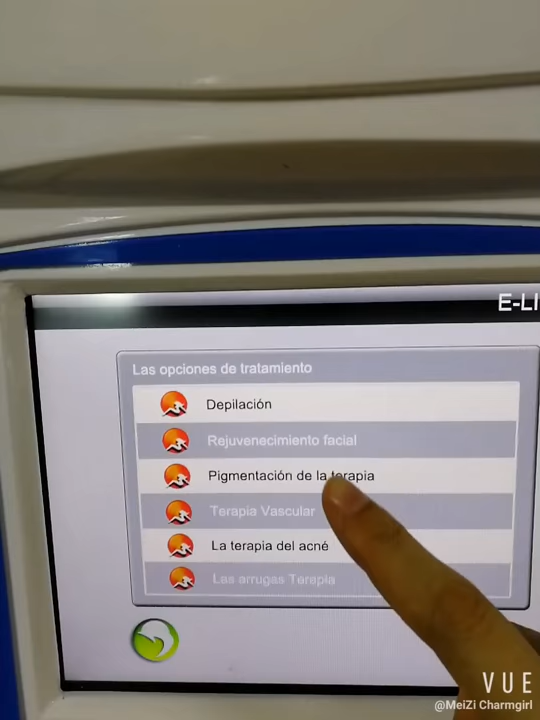 E-LI
Las opciones de tratamiento
Depilación
Rejuvenecimiento facial
Pigmentación de la terapia
Terapia Vascular
La terapia del acné
Las arrugas Terapia
VUE
@MeiZi Charmgirl